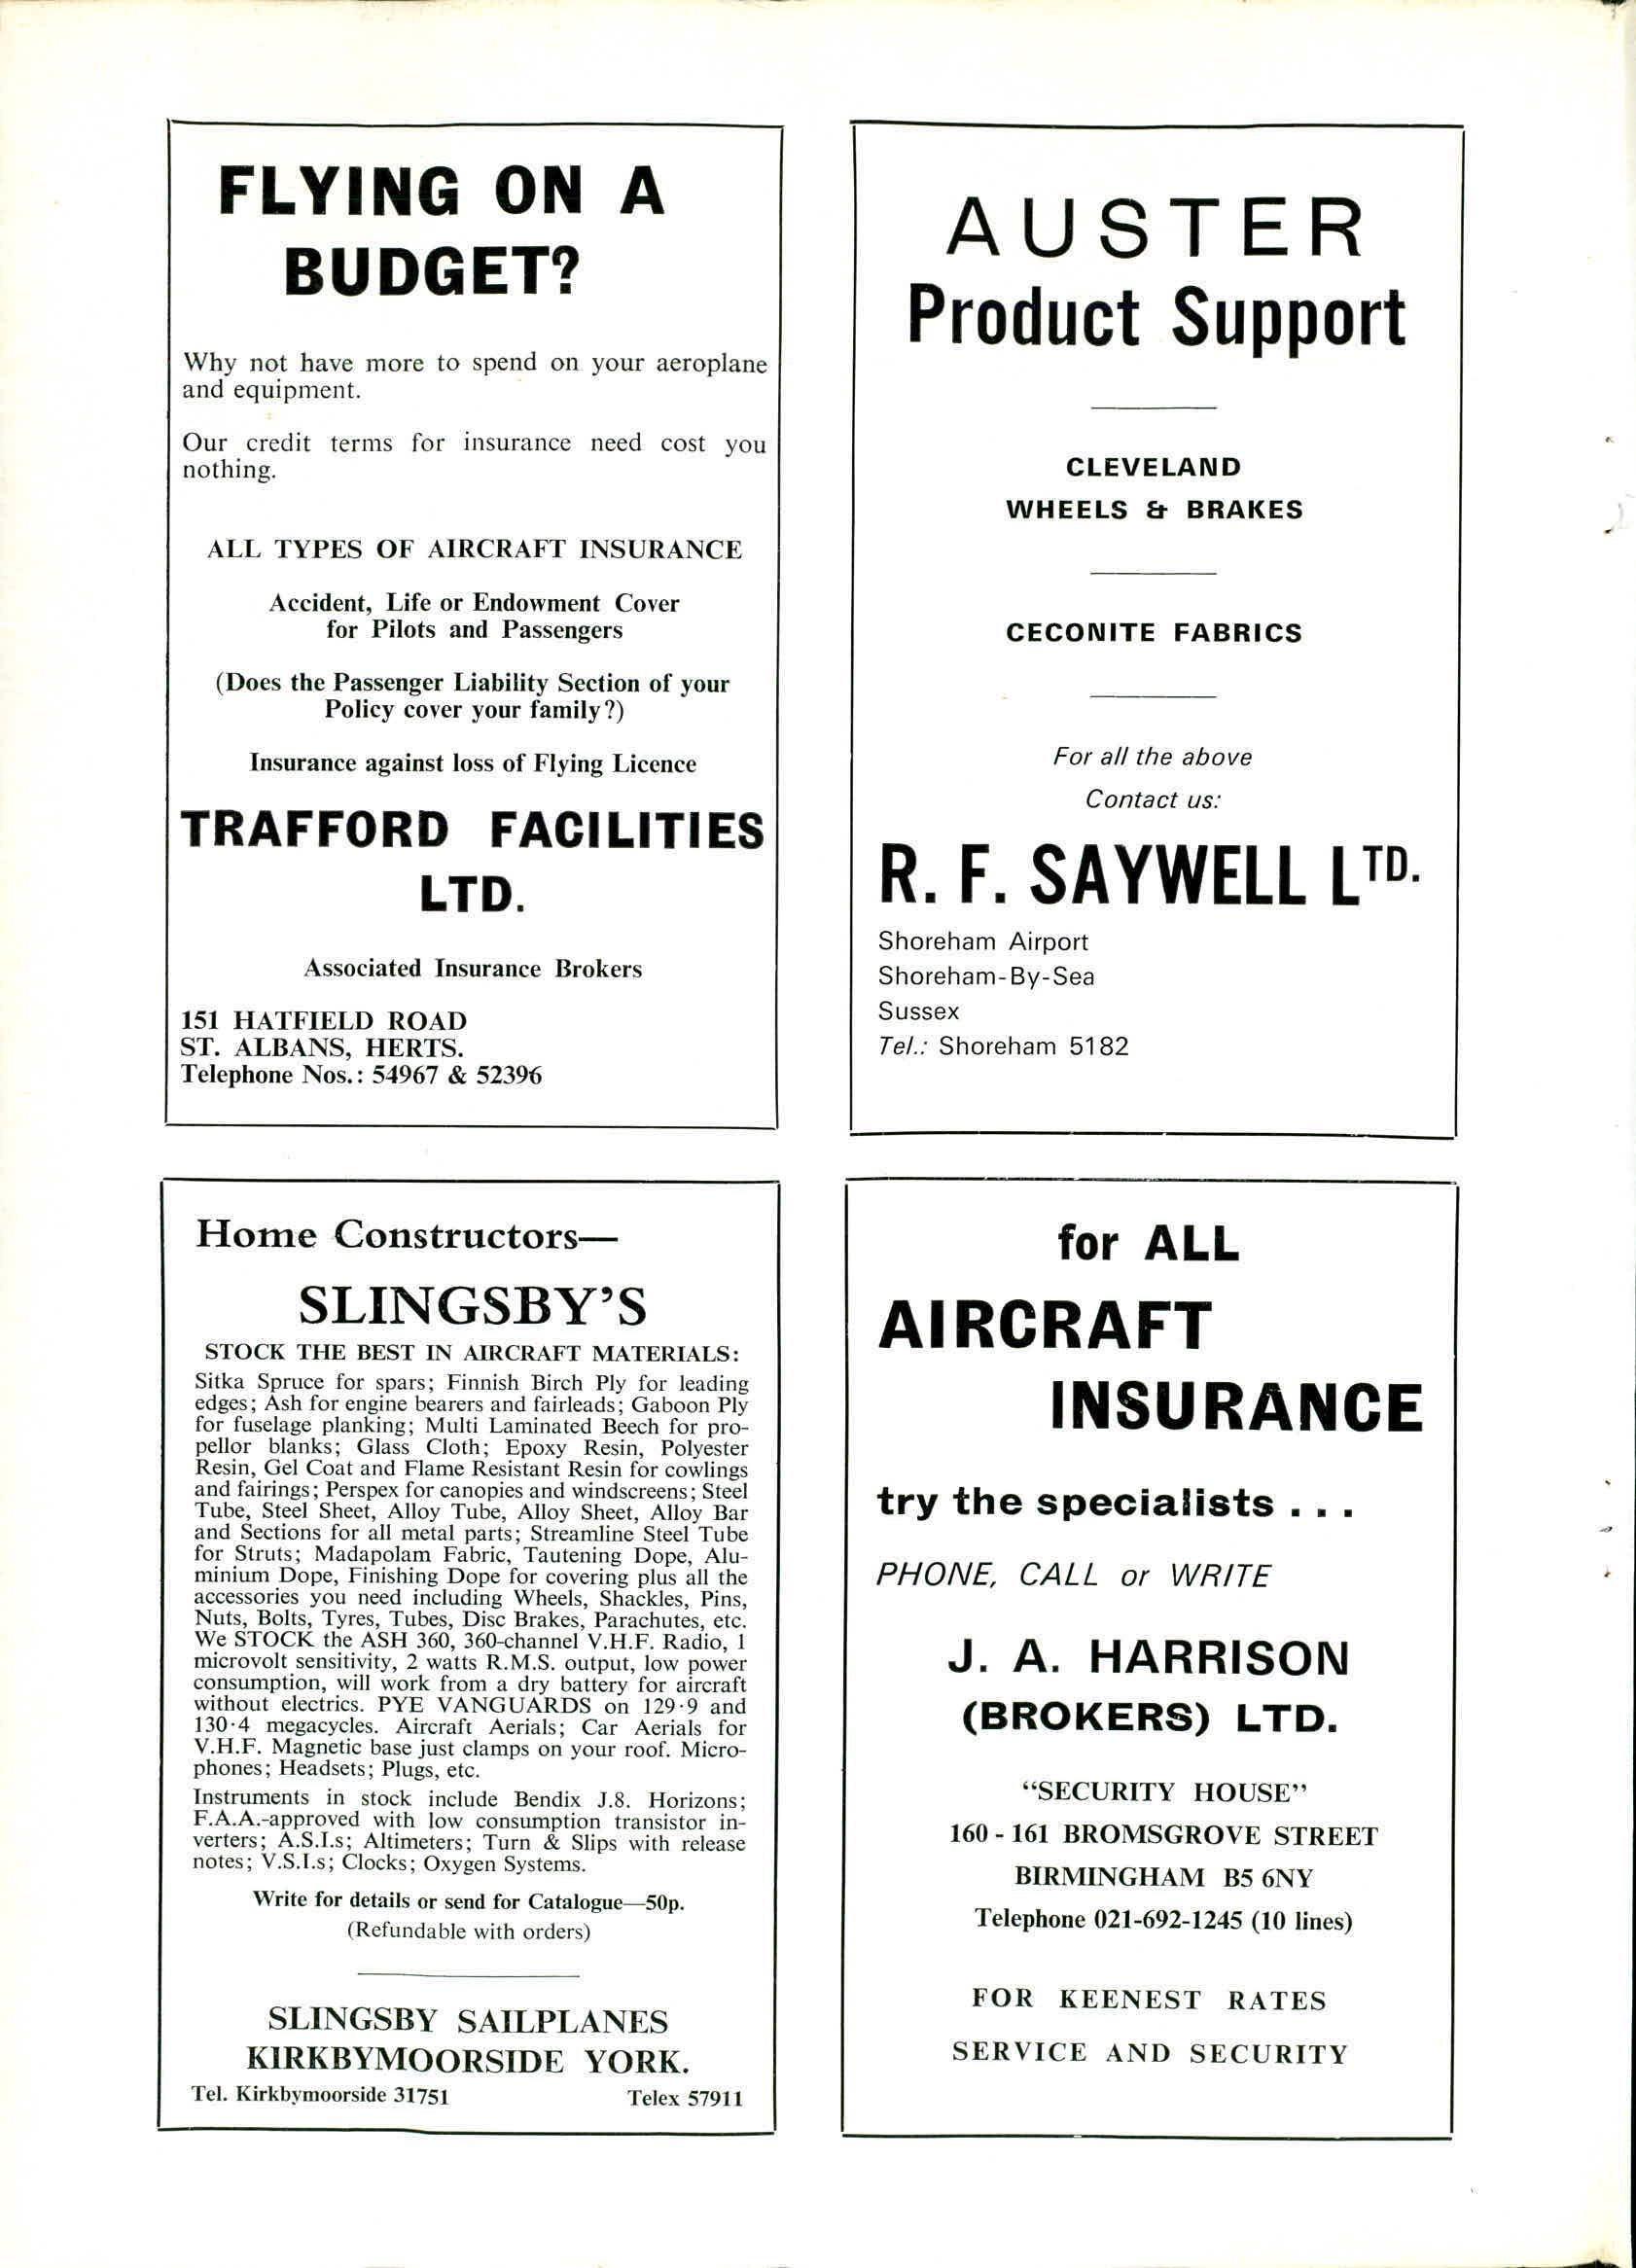 FLYING ON A
BUDGET?
Why not have more to spend on your aeroplane
and equipment.
Our credit terms for insurance need cost you
nothing.
ALL TYPES OF AIRCRAFT INSURANCE
Accident, Life or Endowment Cover
for Pilots and Passengers
(Does the Passenger Liability Section of your
Policy cover your family?)
Insurance against loss of Flying Licence
TRAFFORD FACILITIES
LTD.
Associated Insurance Brokers
151 HATFIELD ROAD
ST. ALBANS, HERTS.
Telephone Nos.: 54967 & 52396
AUSTER
Product Support
CLEVELAND
WHEELS & BRAKES
CECONITE FABRICS
For all the above
Contact us:
R. F. SAYWELL LTD.
Shoreham Airport
Shoreham-By-Sea
Sussex
Tel.: Shoreham 5182
Home Constructors—
SLINGSBY'S
STOCK THE BEST IN AIRCRAFT MATERIALS:
Sitka Spruce for spars; Finnish Birch Ply for leading
edges; Ash for engine bearers and fairleads; Gaboon Ply
for fuselage planking; Multi Laminated Beech for pro-
pellor blanks; Glass Cloth; Epoxy Resin, Polyester
Resin, Gel Coat and Flame Resistant Resin for cowlings
and fairings; Perspex for canopies and windscreens; Steel
Tube, Steel Sheet, Alloy Tube, Alloy Sheet, Alloy Bar
and Sections for all metal parts; Streamline Steel Tube
for Struts; Madapolam Fabric, Tautening Dope, Alu-
minium Dope, Finishing Dope for covering plus all the
accessories you need including Wheels, Shackles, Pins,
Nuts, Bolts, Tyres, Tubes, Disc Brakes, Parachutes, etc.
We STOCK the ASH 360, 360-channel V.H.F. Radio, 1
microvolt sensitivity, 2 watts R.M.S. output, low power
consumption, will work from a dry battery for aircraft
without electrics. PYE VANGUARDS on 129·9 and
130·4 megacycles. Aircraft Aerials; Car Aerials for
V.H.F. Magnetic base just clamps on your roof. Micro-
phones; Headsets; Plugs, etc.
Instruments in stock include Bendix J.8. Horizons;
F.A.A.-approved with low consumption transistor in-
verters; A.S.I.s; Altimeters; Turn & Slips with release
notes; V.S.I.s; Clocks; Oxygen Systems.
Write for details or send for Catalogue—50p.
(Refundable with orders)
SLINGSBY SAILPLANES
KIRKBYMOORSIDE YORK.
Tel. Kirkbymoorside 31751 Telex 57911
for ALL
AIRCRAFT
INSURANCE
try the specialists . . .
PHONE, CALL or WRITE
J. A. HARRISON
(BROKERS) LTD.
"SECURITY HOUSE"
160 - 161 BROMSGROVE STREET
BIRMINGHAM B5 6NY
Telephone 021-692-1245 (10 lines)
FOR KEENEST RATES
SERVICE AND SECURITY